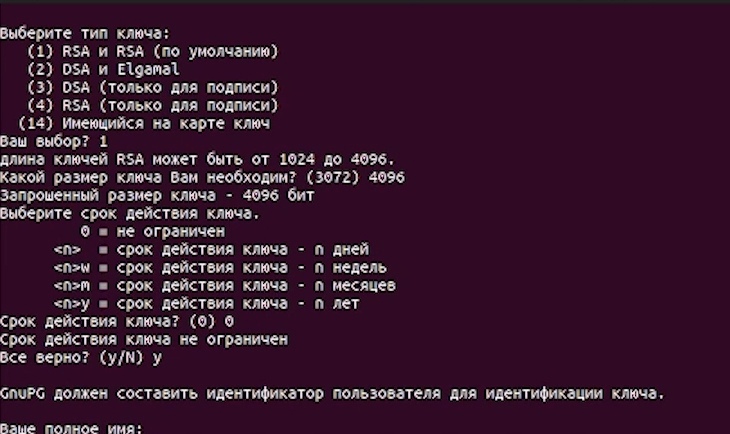 Выберите тип ключа:
(1) RSA и RSA (по умолчанию)
(2) DSA и Elgamal
(3) DSA (только для подписи)
(4) RSA (только для подписи)
(14) Имеющийся на карте ключ
Ваш выбор? 1
длина ключей RSA может быть от 1024 до 4096.
Какой размер ключа Вам необходим? (3072) 4096
Запрошенный размер ключа - 4096 бит
Выберите срок действия ключа.
0 = не ограничен
<n> = срок действия ключа - n дней
<n>w = срок действия ключа - n недель
<n>m = срок действия ключа - n месяцев
<n>y = срок действия ключа - n лет
Срок действия ключа? (0) 0
Срок действия ключа не ограничен
Все верно? (y/N) y
GnuPG должен составить идентификатор пользователя для идентификации ключа.
Ваше полное имя: